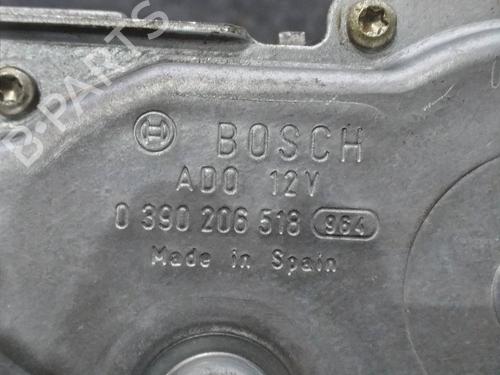 BOSCH
ADO 12V
0 390 206 518 964
Made in Spain
B-PARTS